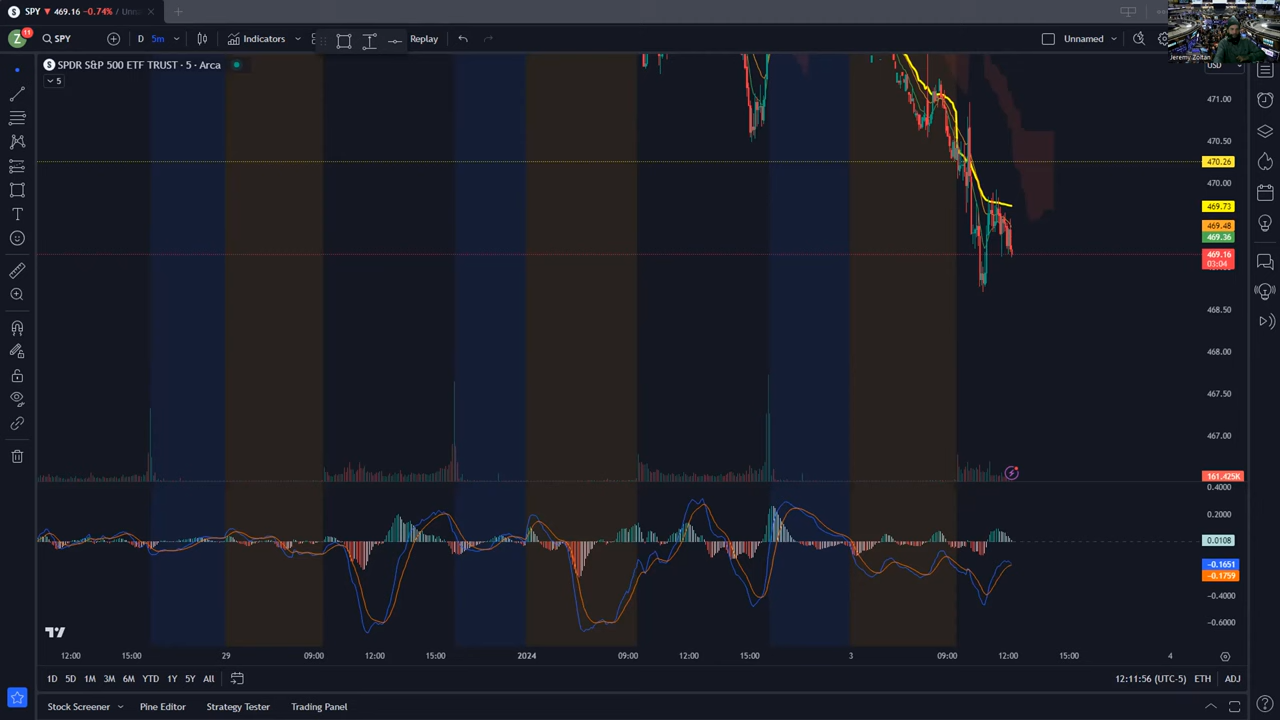 SPY ▼ 469.16 −0.74% / Un
Z 11 SPY D 5m Indicators Replay Unnamed
Jeremy Zoltan
SPDR S&P 500 ETF TRUST · 5 · Arca
USD
5
471.00
470.50
470.26
470.00
469.73
469.48
469.36
469.16
03:04
468.50
468.00
467.50
467.00
161.425K
0.4000
0.2000
0.0108
−0.1651
−0.1759
−0.4000
−0.6000
12:00 15:00 29 09:00 12:00 15:00 2024 09:00 12:00 15:00 3 09:00 12:00 15:00 4
1D 5D 1M 3M 6M YTD 1Y 5Y All 12:11:56 (UTC-5) ETH ADJ
Stock Screener Pine Editor Strategy Tester Trading Panel